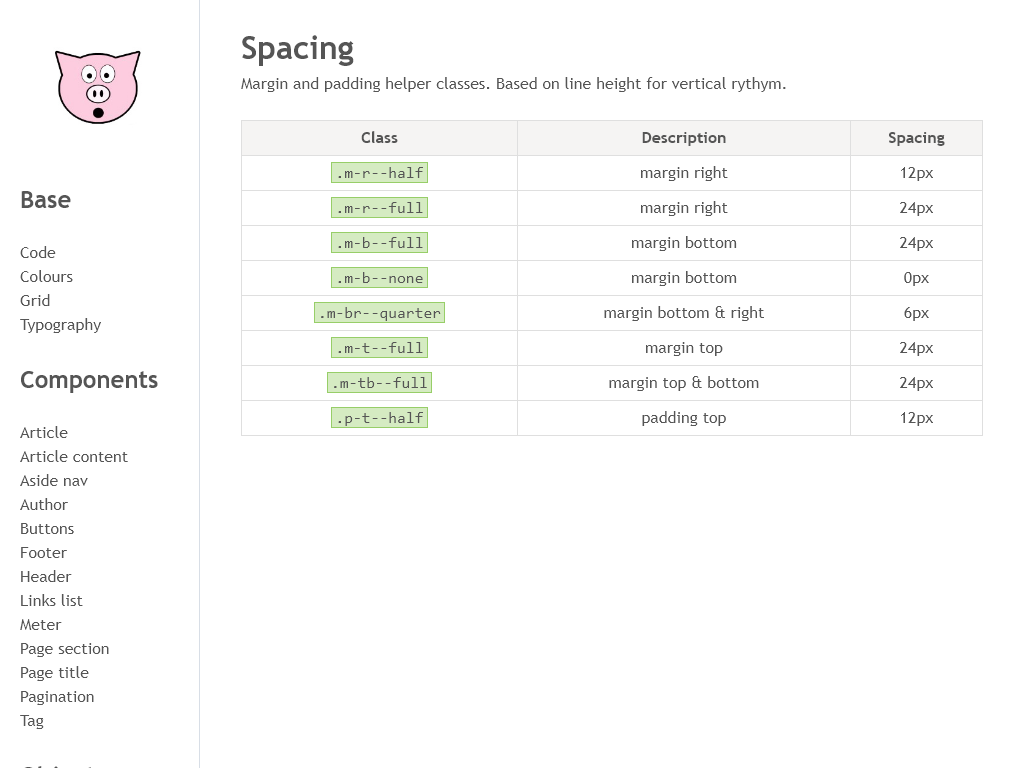 Base
Code
Colours
Grid
Typography
Components
Article
Article content
Aside nav
Author
Buttons
Footer
Header
Links list
Meter
Page section
Page title
Pagination
Tag
Spacing
Margin and padding helper classes. Based on line height for vertical rythym.
Class Description Spacing
.m-r--half margin right 12px
.m-r--full margin right 24px
.m-b--full margin bottom 24px
.m-b--none margin bottom 0px
.m-br--quarter margin bottom & right 6px
.m-t--full margin top 24px
.m-tb--full margin top & bottom 24px
.p-t--half padding top 12px